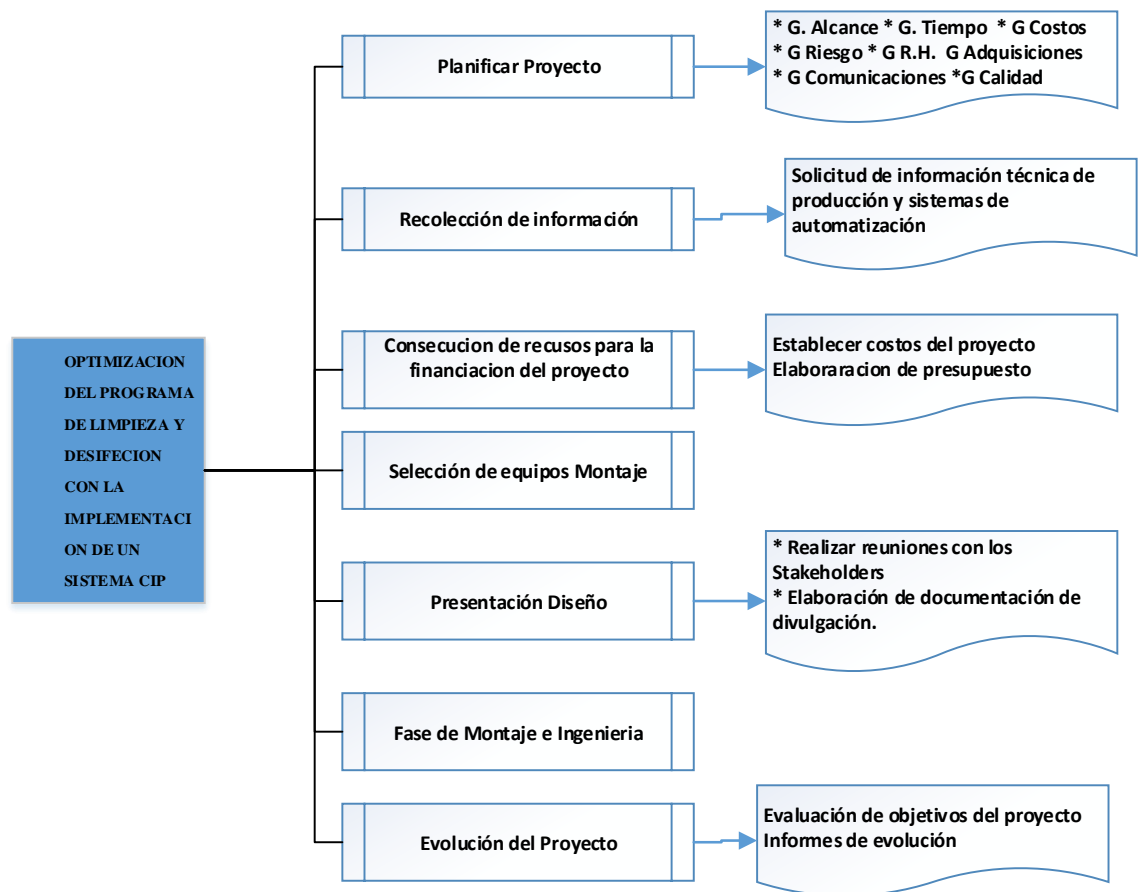 OPTIMIZACION
DEL PROGRAMA
DE LIMPIEZA Y
DESIFECION
CON LA
IMPLEMENTACI
ON DE UN
SISTEMA CIP
Planificar Proyecto
* G. Alcance * G. Tiempo * G Costos
* G Riesgo * G R.H. G Adquisiciones
* G Comunicaciones *G Calidad
Recolección de información
Solicitud de información técnica de
producción y sistemas de
automatización
Consecucion de recusos para la
financiacion del proyecto
Establecer costos del proyecto
Elaboraracion de presupuesto
Selección de equipos Montaje
Presentación Diseño
* Realizar reuniones con los
Stakeholders
* Elaboración de documentación de
divulgación.
Fase de Montaje e Ingenieria
Evolución del Proyecto
Evaluación de objetivos del proyecto
Informes de evolución